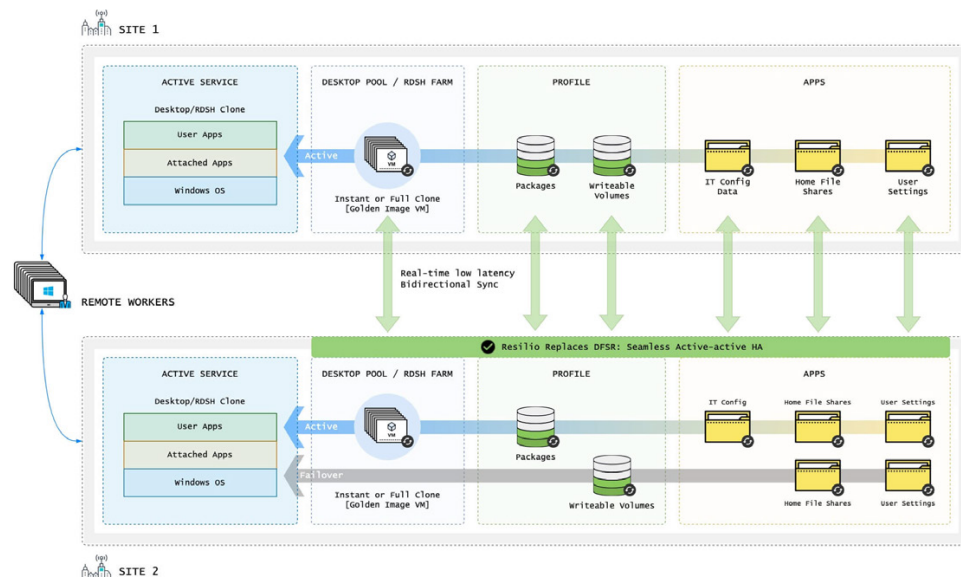 SITE 1
ACTIVE SERVICE
Desktop/RDSH Clone
User Apps
Attached Apps
Windows OS
DESKTOP POOL / RDSH FARM
Active
VM
Instant or Full Clone
[Golden Image VM]
PROFILE
Packages
Writeable
Volumes
APPS
IT Config
Data
Home File
Shares
User
Settings
Real-time low latency
Bidirectional Sync
REMOTE WORKERS
Resilio Replaces DFSR: Seamless Active-active HA
ACTIVE SERVICE
Desktop/RDSH Clone
User Apps
Attached Apps
Windows OS
DESKTOP POOL / RDSH FARM
Active
VM
Failover
Instant or Full Clone
[Golden Image VM]
PROFILE
Packages
Writeable Volumes
APPS
IT Config
Home File Shares
User Settings
Home File Shares
User Settings
SITE 2